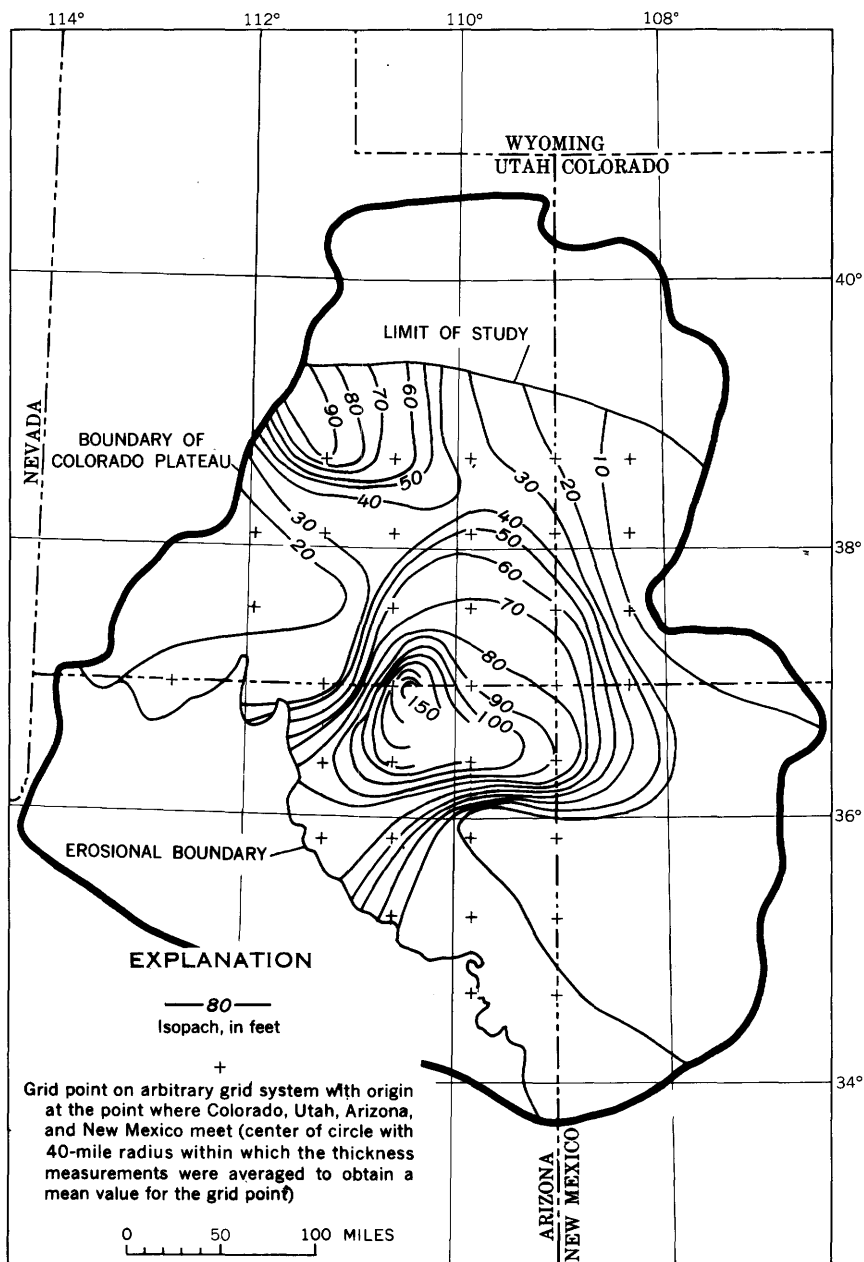 114°
112°
110°
108°
WYOMING
UTAH
COLORADO
40°
LIMIT OF STUDY
NEVADA
BOUNDARY OF
COLORADO PLATEAU
90
80
70
60
50
40
10
20
30
30
20
40
50
60
70
38°
80
90
100
150
36°
EROSIONAL BOUNDARY
EXPLANATION
80
Isopach, in feet
+
Grid point on arbitrary grid system with origin
at the point where Colorado, Utah, Arizona,
and New Mexico meet (center of circle with
40-mile radius within which the thickness
measurements were averaged to obtain a
mean value for the grid point)
34°
ARIZONA
NEW MEXICO
0 50 100 MILES